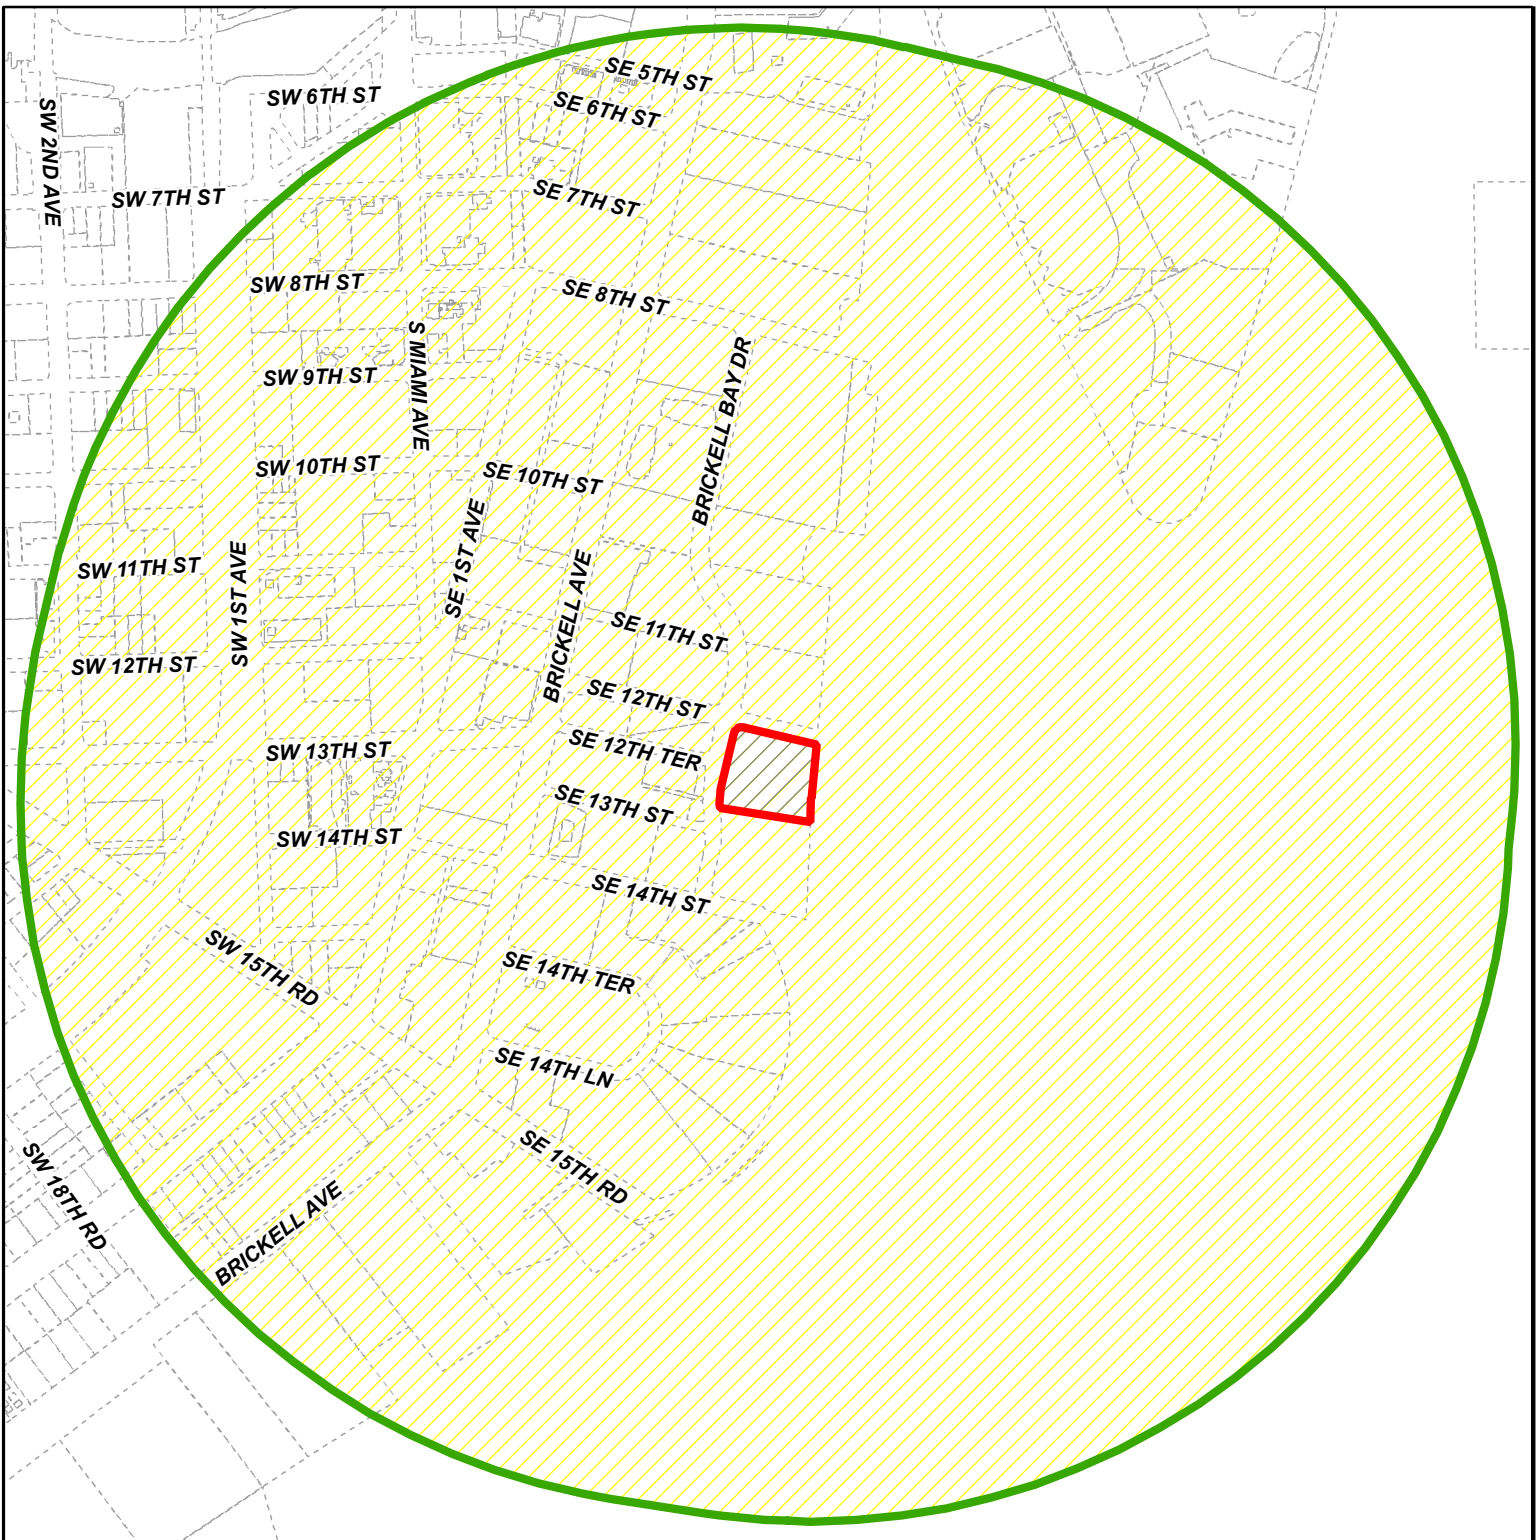 SE 5TH ST
SW 6TH ST
SE 6TH ST
SW 2ND AVE
SW 7TH ST
SE 7TH ST
SW 8TH ST
SE 8TH ST
S MIAMI AVE
BRICKELL BAY DR
SW 9TH ST
SW 10TH ST
SE 10TH ST
SE 1ST AVE
SW 11TH ST
SW 1ST AVE
BRICKELL AVE
SE 11TH ST
SW 12TH ST
SE 12TH ST
SW 13TH ST
SE 12TH TER
SE 13TH ST
SW 14TH ST
SE 14TH ST
SW 15TH RD
SE 14TH TER
SE 14TH LN
SE 15TH RD
SW 18TH RD
BRICKELL AVE